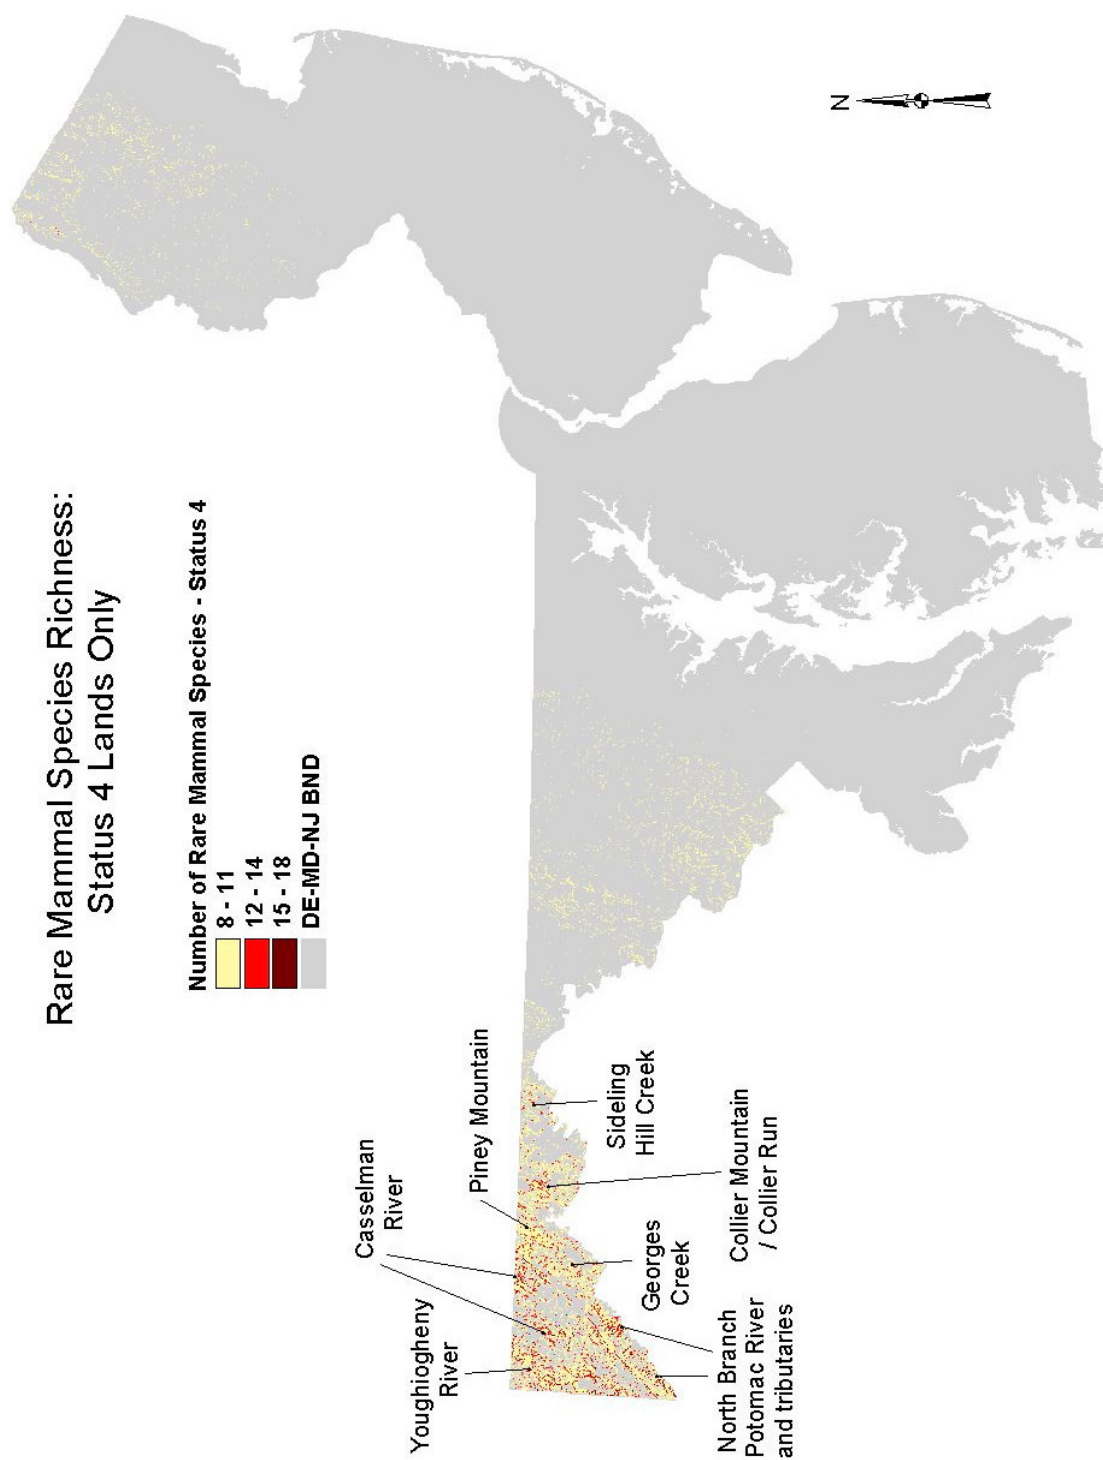 Rare Mammal Species Richness:
Status 4 Lands Only
Number of Rare Mammal Species - Status 4
8 - 11
12 - 14
15 - 18
DE-MD-NJ BND
N
Youghiogheny
River
Casselman
River
Piney Mountain
Sideling
Hill Creek
Georges
Creek
Collier Mountain
/ Collier Run
North Branch
Potomac River
and tributaries